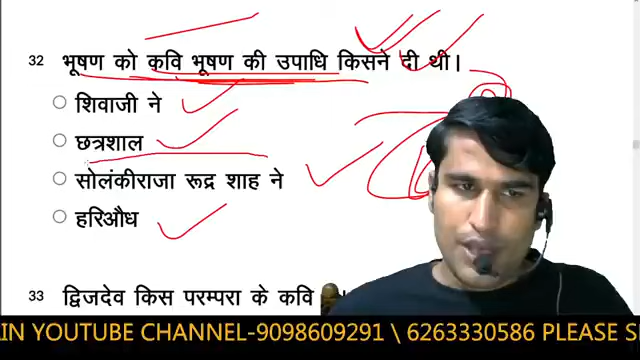 32 भूषण को कवि भूषण की उपाधि किसने दी थी।
शिवाजी ने
छत्रशाल
सोलंकीराजा रूद्र शाह ने
हरिऔध
33 द्विजदेव किस परम्परा के कवि
AIN YOUTUBE CHANNEL-9098609291 \ 6263330586 PLEASE S